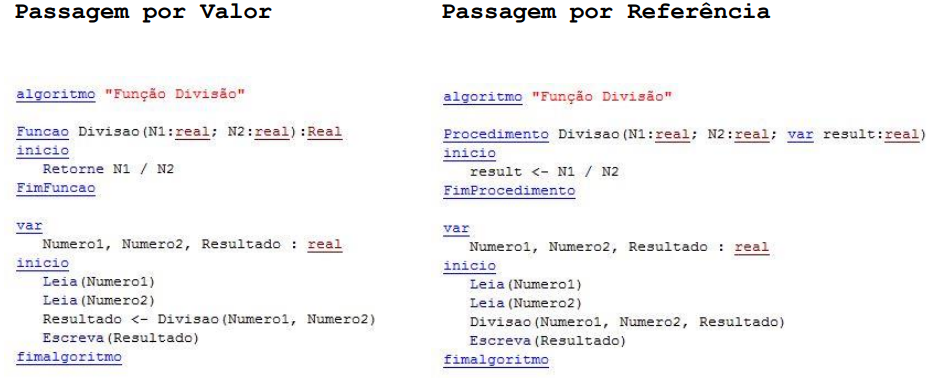 Passagem por Valor
algoritmo "Função Divisão"
Funcao Divisao(N1:real; N2:real):Real
inicio
Retorne N1 / N2
FimFuncao
var
Numero1, Numero2, Resultado : real
inicio
Leia(Numero1)
Leia(Numero2)
Resultado <- Divisao(Numero1, Numero2)
Escreva(Resultado)
fimalgoritmo
Passagem por Referência
algoritmo "Função Divisão"
Procedimento Divisao(N1:real; N2:real; var result:real)
inicio
result <- N1 / N2
FimProcedimento
var
Numero1, Numero2, Resultado : real
inicio
Leia(Numero1)
Leia(Numero2)
Divisao(Numero1, Numero2, Resultado)
Escreva(Resultado)
fimalgoritmo